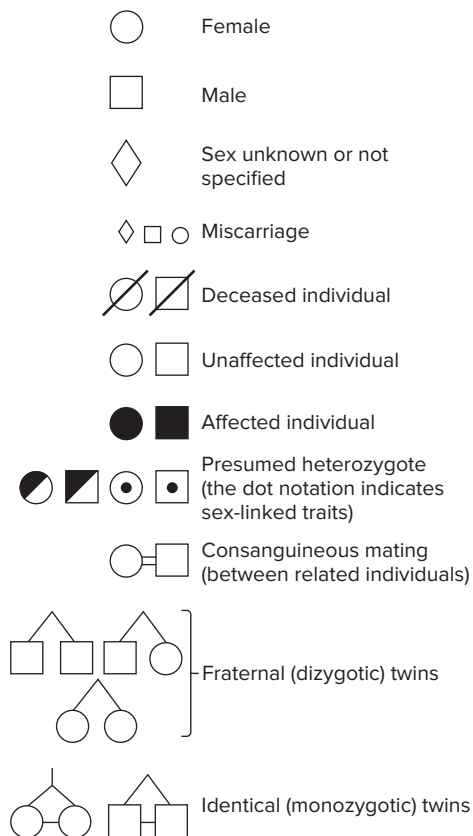 Female
Male
Sex unknown or not
specified
Miscarriage
Deceased individual
Unaffected individual
Affected individual
Presumed heterozygote
(the dot notation indicates
sex-linked traits)
Consanguineous mating
(between related individuals)
Fraternal (dizygotic) twins
Identical (monozygotic) twins